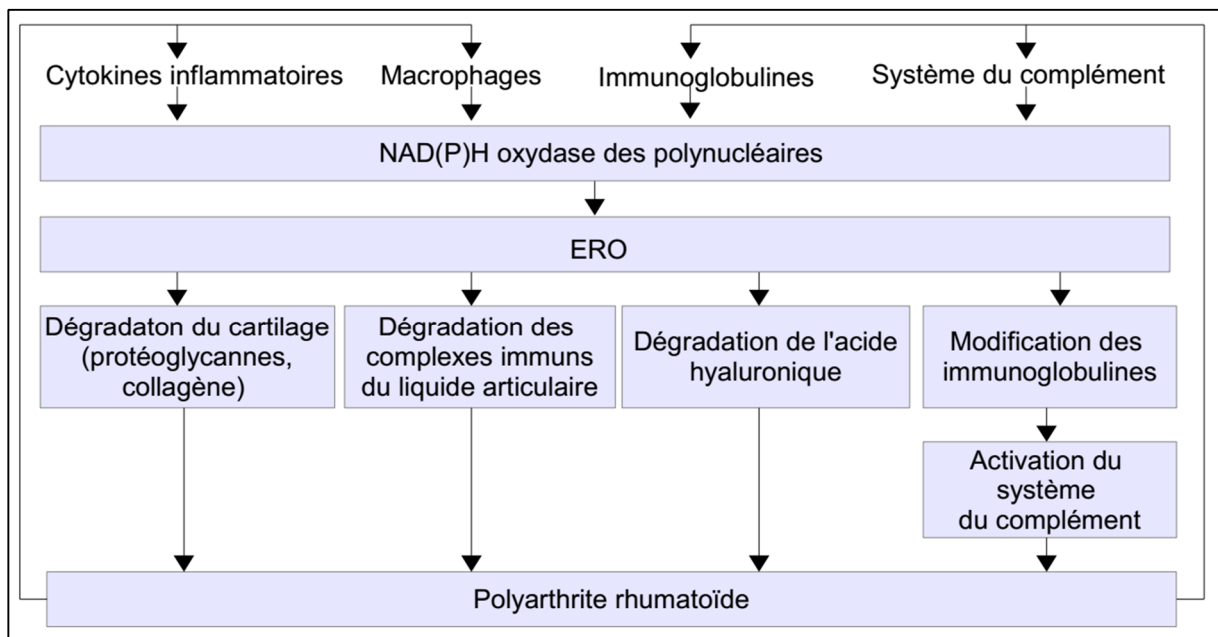 Cytokines inflammatoires
Macrophages
Immunoglobulines
Système du complément
NAD(P)H oxydase des polynucléaires
ERO
Dégradaton du cartilage
(protéoglycannes,
collagène)
Dégradation des
complexes immuns
du liquide articulaire
Dégradation de l'acide
hyaluronique
Modification des
immunoglobulines
Activation du
système
du complément
Polyarthrite rhumatoïde